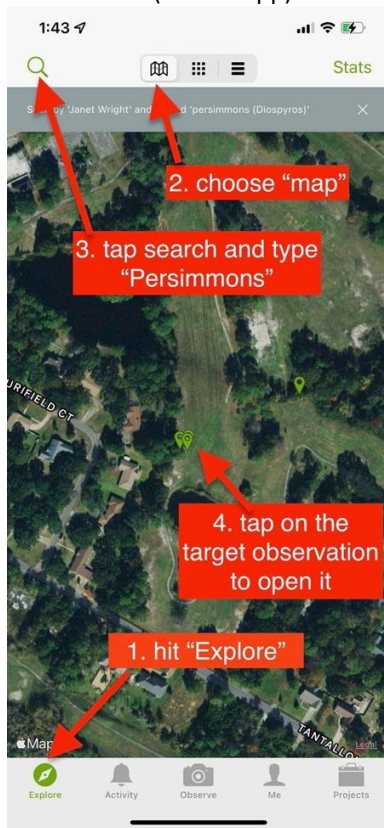 1:43
Stats
by 'Janet Wright' and 'persimmons (Diospyros)'
2. choose “map”
3. tap search and type
“Persimmons”
URIFIELD CT
4. tap on the
target observation
to open it
1. hit “Explore”
Maps
TANTALLO
Legal
Explore
Activity
Observe
Me
Projects